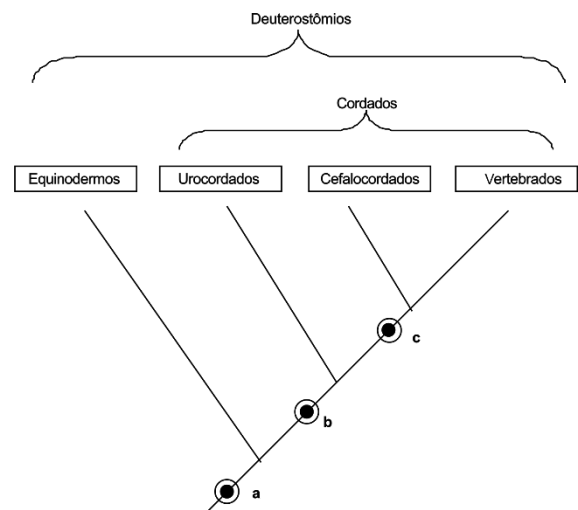 Deuterostômios
Cordados
Equinodermos Urocordados Cefalocordados Vertebrados
c
b
a